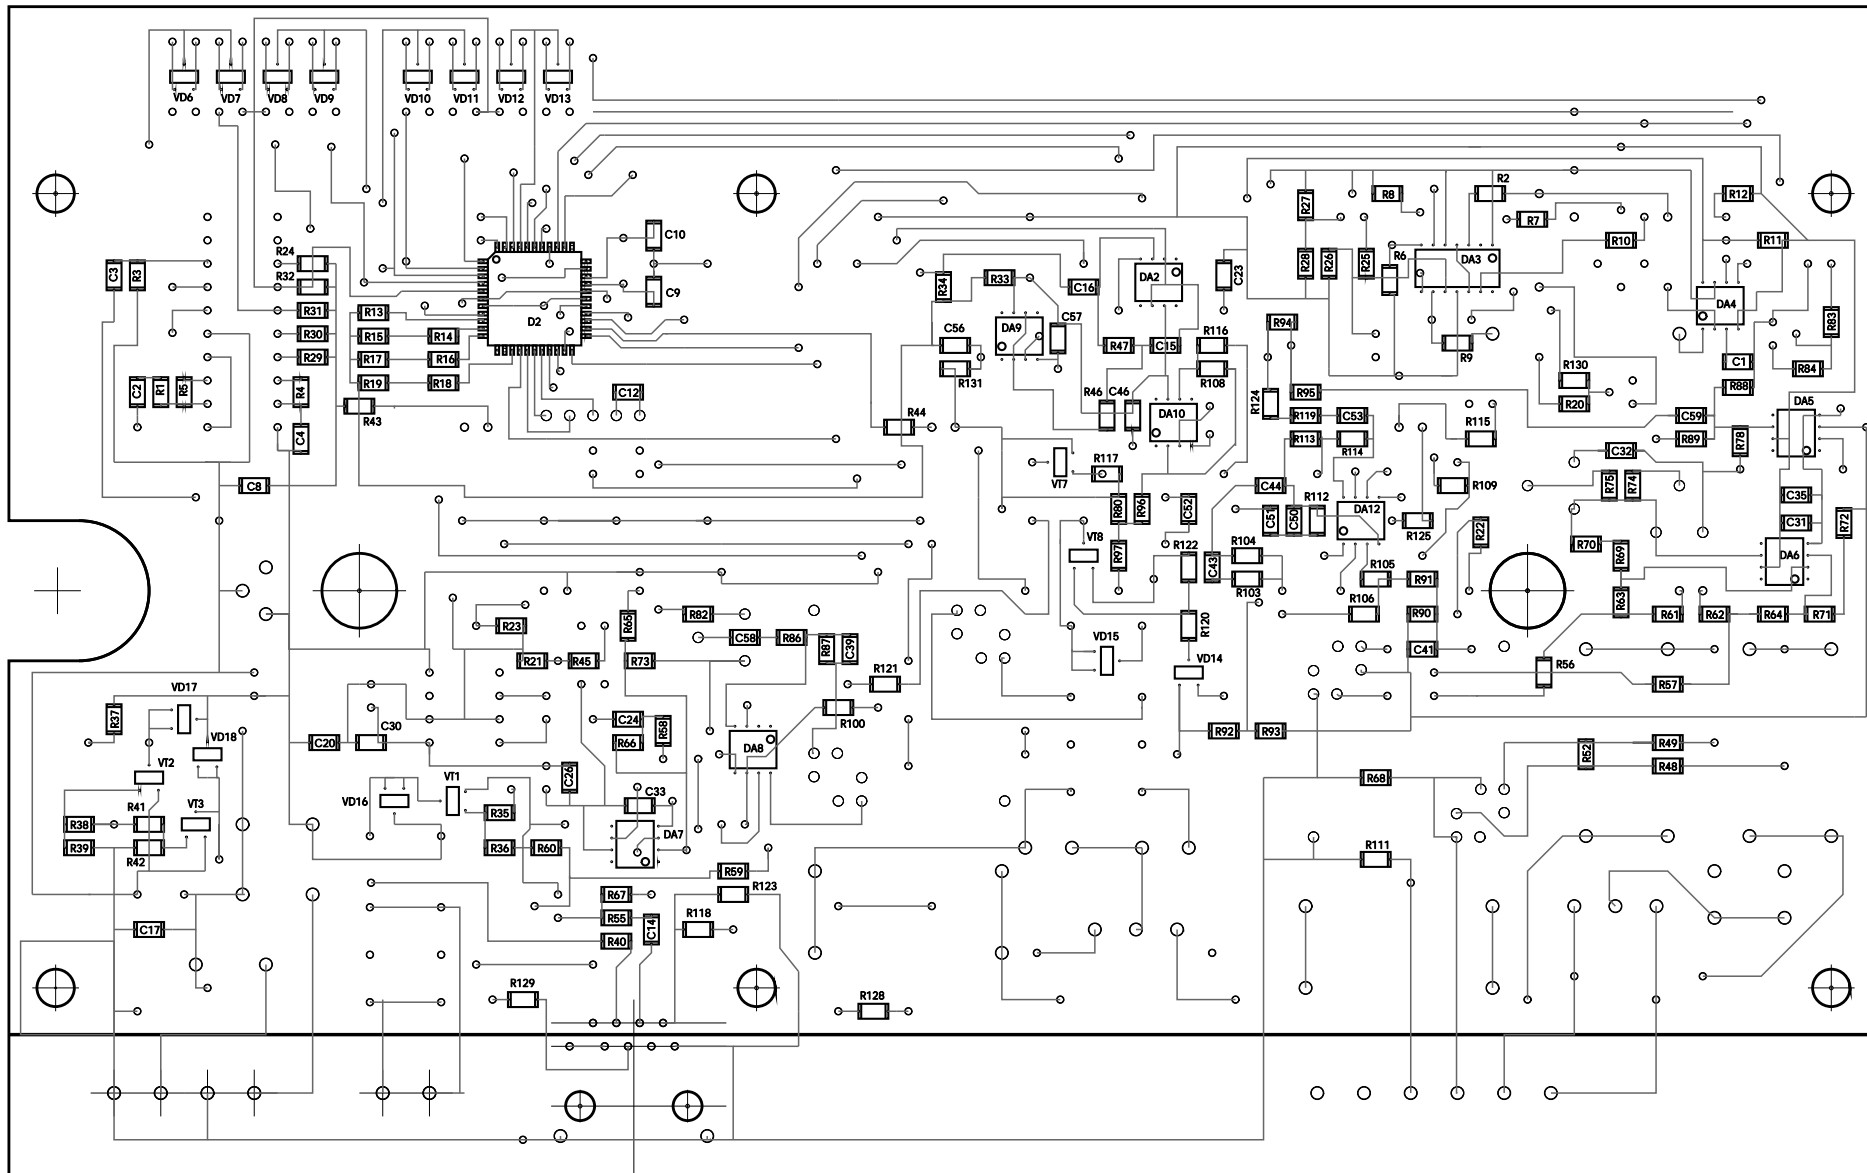 VD6 VD7 VD8 VD9 VD10 VD11 VD12 VD13
R27 R8 R2 R12
R7
C10 R10 R11
R24 R28 R26 R25 R6 DA3
C3 R3 R32 R34 R33 C16 DA2 C23
C9 DA4
R31 R13 D2 DA9 C57 R94 R83
R30 R15 R14 C56 R116
R29 R17 R16 R47 C15 R9 C1 R84
R19 R18 R131 R108 R130 R88
C2 R1 R5 R4 C12 R46 C46 R124 R95 R20
R43 R44 DA10 R119 C53 C59 DA5
C4 R113 R114 R115 R89 R78
VT7 R117 C32
C8 C44 R109 R75 R74 C35
R80 R96 C52 C51 C50 R112 DA12 R125 C31 R72
VT8 R97 R122 R104 R22 R70 R69 DA6
C43 R103 R105 R91
R106 R90 R63 R61 R62 R64 R71
R23 R65 R82 R120
C58 R86 R87 C39 VD15 C41
R21 R45 R73 VD14 R56
R121 R57
VD17
R37 C24 R58 R100
C30 R92 R93
VD18 C20 R66 DA8 R52 R49
VT2 C26 R48
VT1 R68
VD16 C33
R41 VT3 R35
R38 DA7
R39 R42 R36 R60 R111
R59
R67 R123
R55
C17 R40 C14 R118
R129 R128